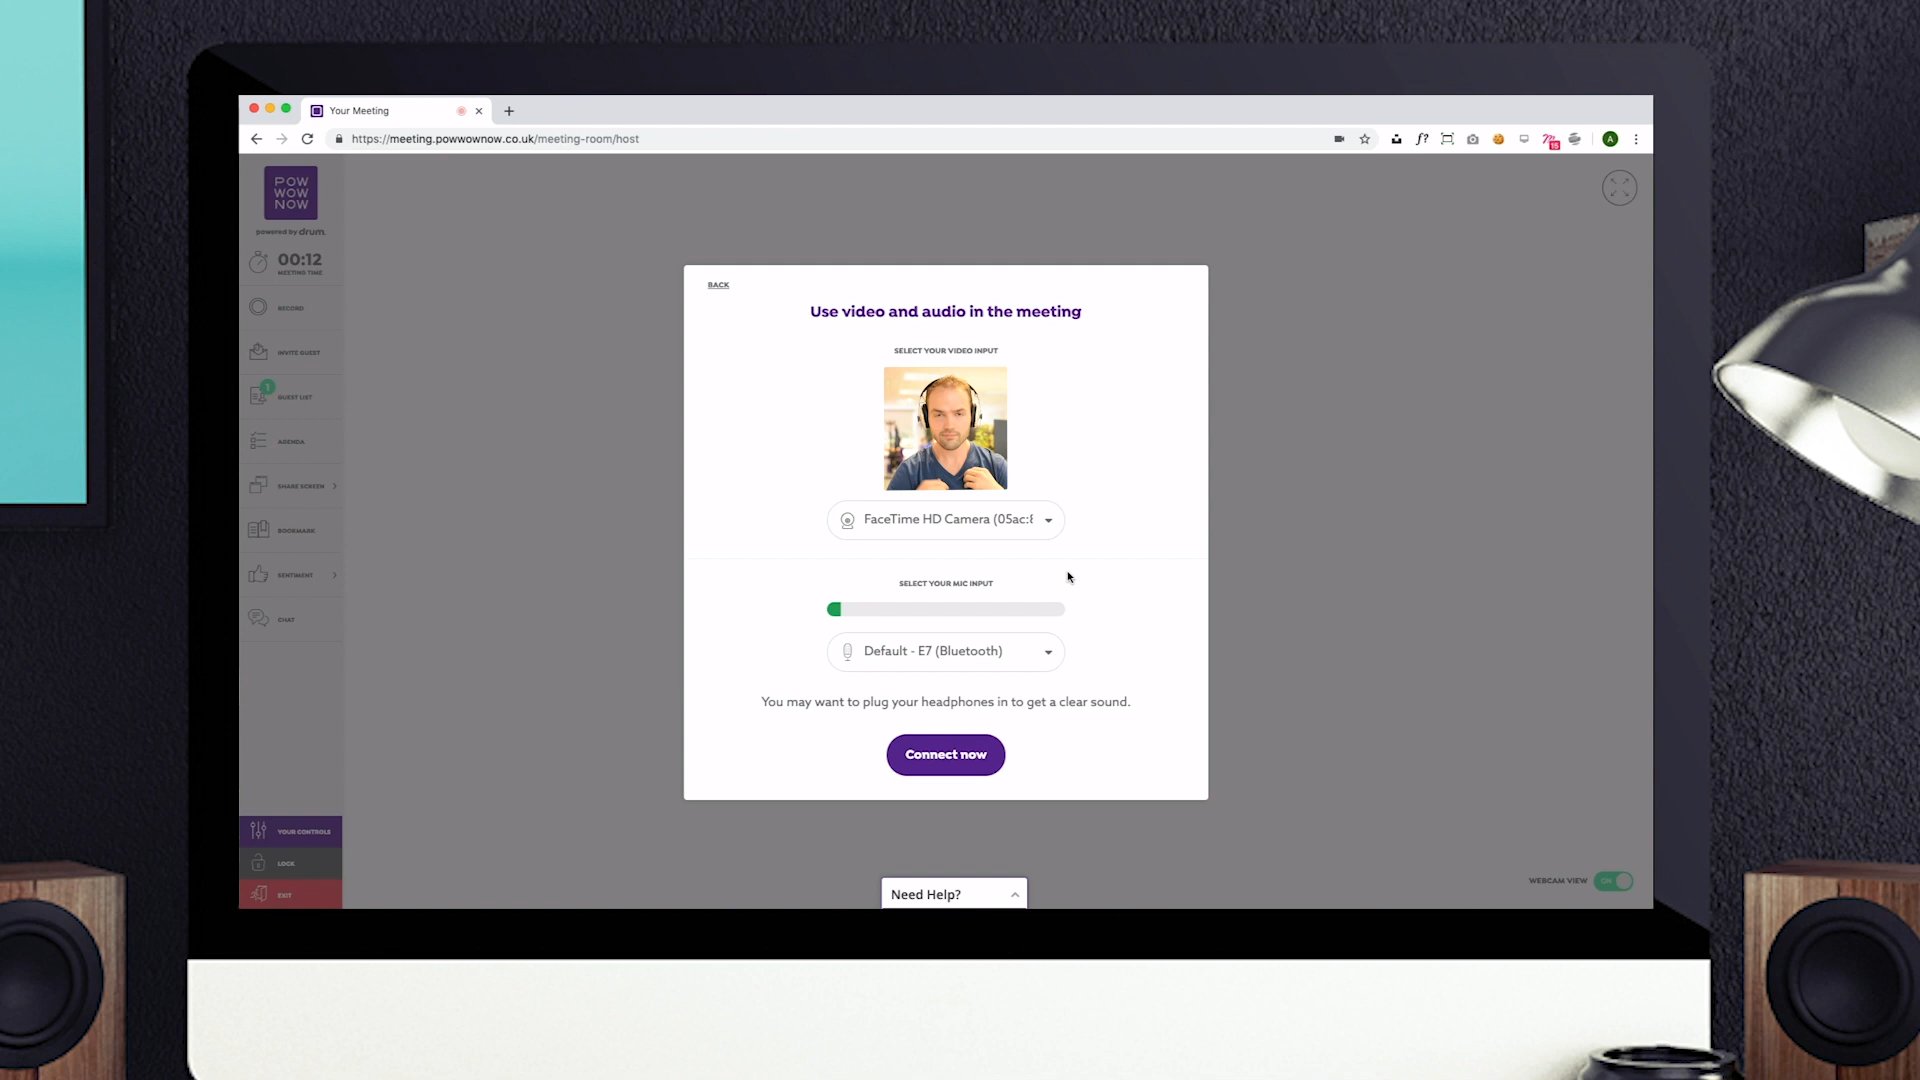 Your Meeting
https://meeting.powwownow.co.uk/meeting-room/host
f?
15
A
POW
WOW
NOW
powered by drum.
00:12
MEETING TIME
RECORD
INVITE GUEST
1
GUEST LIST
AGENDA
SHARE SCREEN
BOOKMARK
SENTIMENT
CHAT
YOUR CONTROLS
LOCK
EXIT
BACK
Use video and audio in the meeting
SELECT YOUR VIDEO INPUT
FaceTime HD Camera (05ac:8
SELECT YOUR MIC INPUT
Default - E7 (Bluetooth)
You may want to plug your headphones in to get a clear sound.
Connect now
Need Help?
WEBCAM VIEW
ON